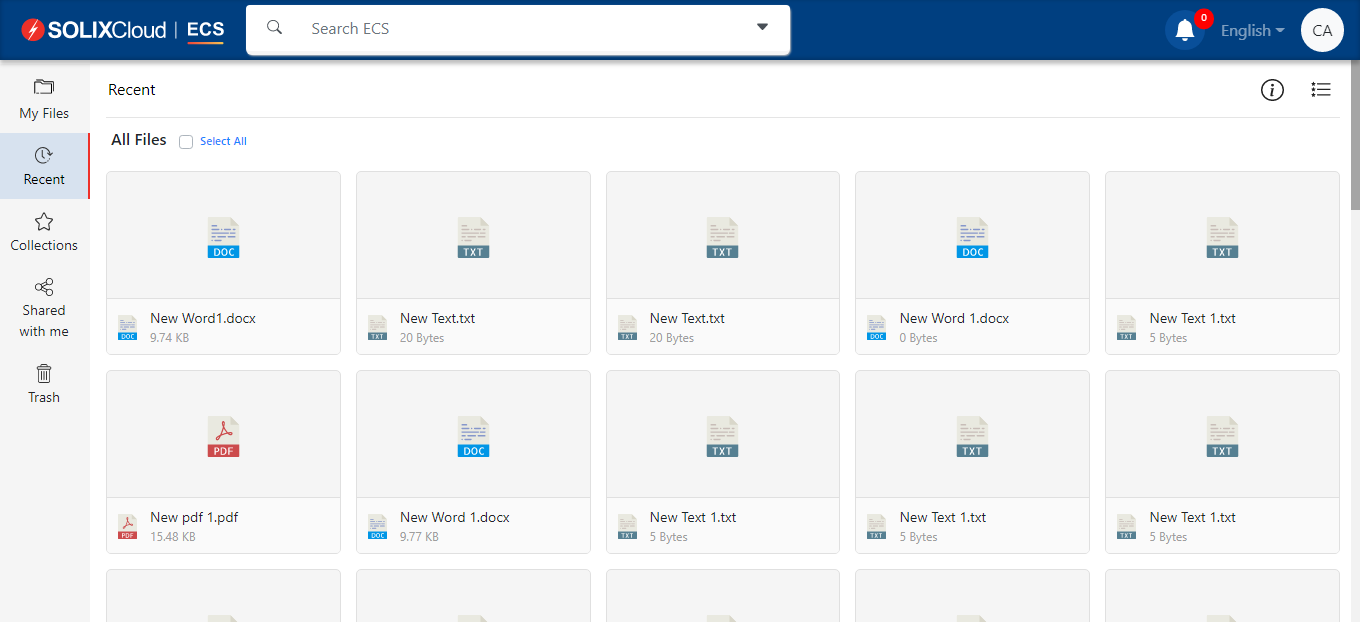 SOLIXCloud | ECS
Search ECS
0
English
CA
My Files
Recent
Collections
Shared
with me
Trash
Recent
All Files
Select All
DOC
TXT
TXT
DOC
TXT
DOC
New Word1.docx
9.74 KB
TXT
New Text.txt
20 Bytes
TXT
New Text.txt
20 Bytes
DOC
New Word 1.docx
0 Bytes
TXT
New Text 1.txt
5 Bytes
PDF
DOC
TXT
TXT
TXT
PDF
New pdf 1.pdf
15.48 KB
DOC
New Word 1.docx
9.77 KB
TXT
New Text 1.txt
5 Bytes
TXT
New Text 1.txt
5 Bytes
TXT
New Text 1.txt
5 Bytes